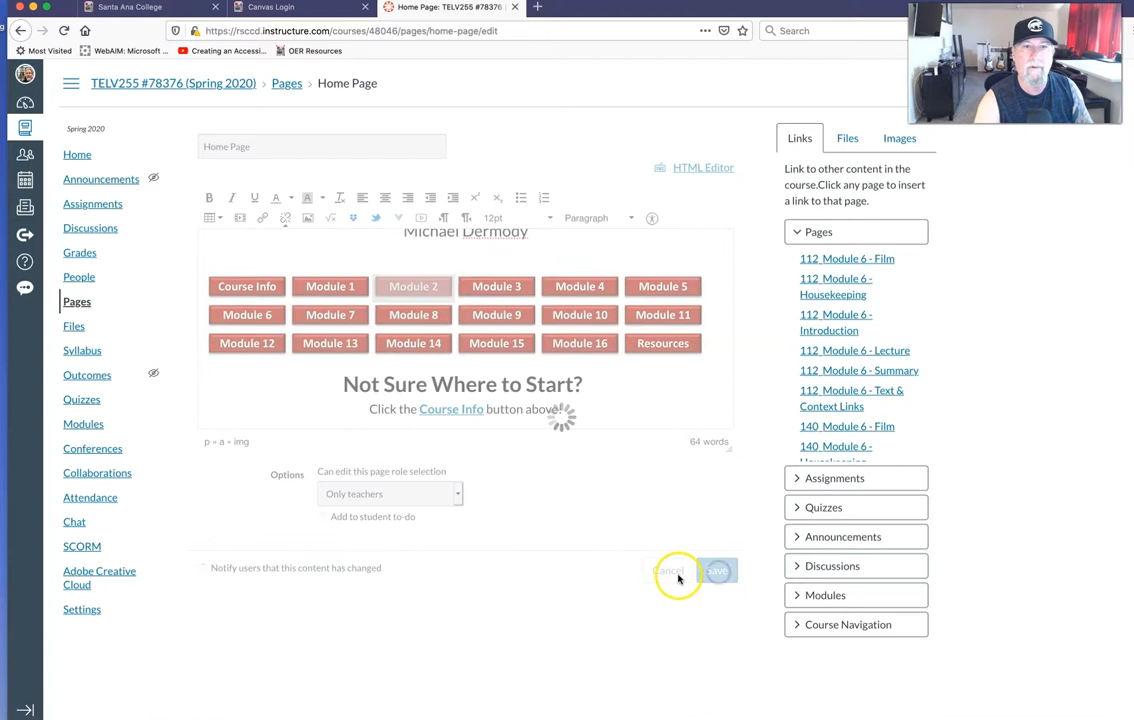 Santa Ana College
Canvas Login
Home Page: TELV255 #78376
https://rsccd.instructure.com/courses/48046/pages/home-page/edit
Search
Most Visited
WebAIM: Microsoft ...
Creating an Accessi...
OER Resources
TELV255 #78376 (Spring 2020) › Pages › Home Page
Spring 2020
Home
Announcements
Assignments
Discussions
Grades
People
Pages
Files
Syllabus
Outcomes
Quizzes
Modules
Conferences
Collaborations
Attendance
Chat
SCORM
Adobe Creative
Cloud
Settings
Home Page
HTML Editor
12pt
Paragraph
Michael Dermody
Course Info Module 1 Module 2 Module 3 Module 4 Module 5
Module 6 Module 7 Module 8 Module 9 Module 10 Module 11
Module 12 Module 13 Module 14 Module 15 Module 16 Resources
Not Sure Where to Start?
Click the Course Info button above!
p » a » img
64 words
Options
Can edit this page role selection
Only teachers
Add to student to-do
Notify users that this content has changed
Cancel
Save
Links
Files
Images
Link to other content in the
course.Click any page to insert
a link to that page.
Pages
112_Module 6 - Film
112_Module 6 -
Housekeeping
112_Module 6 -
Introduction
112_Module 6 - Lecture
112_Module 6 - Summary
112_Module 6 - Text &
Context Links
140_Module 6 - Film
140_Module 6 -
Assignments
Quizzes
Announcements
Discussions
Modules
Course Navigation